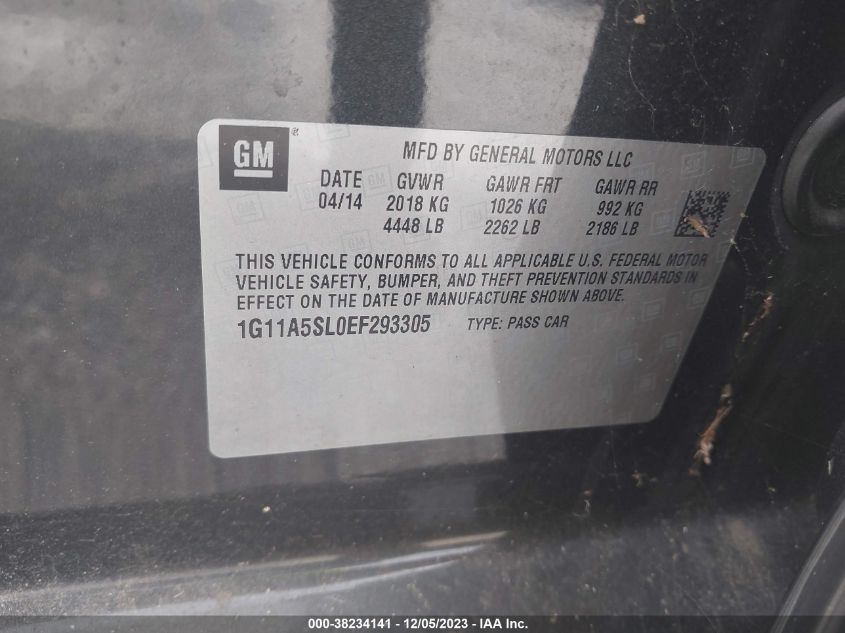 GM
®
MFD BY GENERAL MOTORS LLC
DATE GVWR GAWR FRT GAWR RR
04/14 2018 KG 1026 KG 992 KG
4448 LB 2262 LB 2186 LB
THIS VEHICLE CONFORMS TO ALL APPLICABLE U.S. FEDERAL MOTOR
VEHICLE SAFETY, BUMPER, AND THEFT PREVENTION STANDARDS IN
EFFECT ON THE DATE OF MANUFACTURE SHOWN ABOVE.
1G11A5SL0EF293305 TYPE: PASS CAR
000-38234141 - 12/05/2023 - IAA Inc.